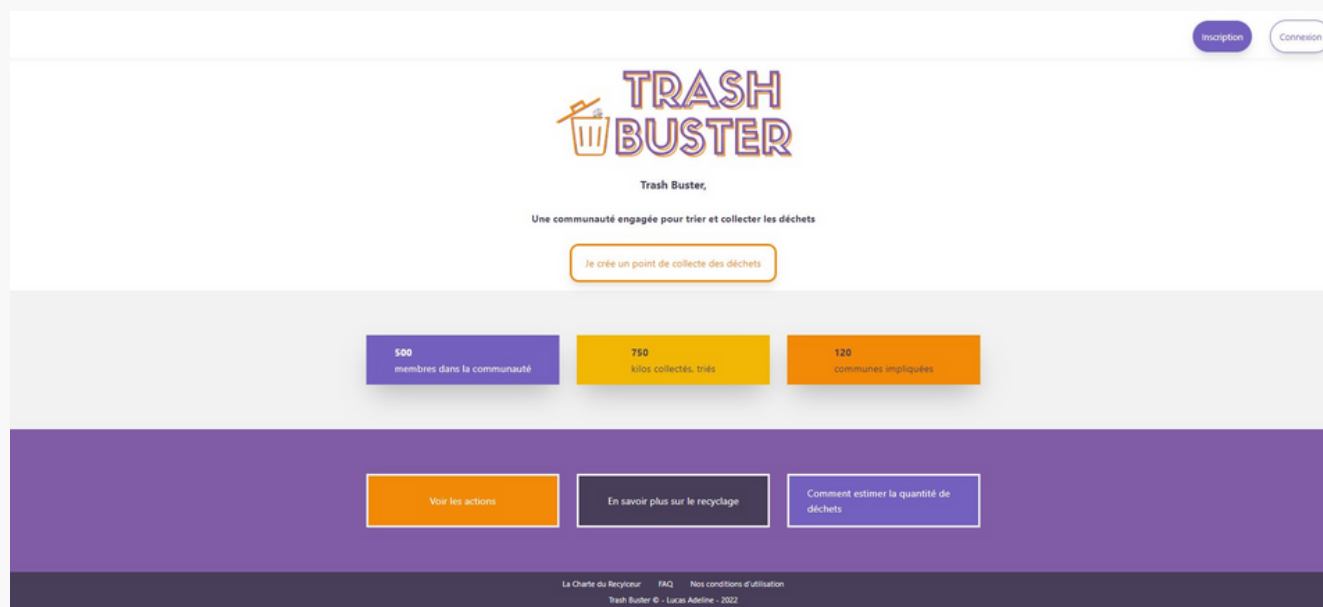 Inscription
Connexion
TRASH
BUSTER
Trash Buster,
Une communauté engagée pour trier et collecter les déchets
Je crée un point de collecte des déchets
500
membres dans la communauté
750
kilos collectés, triés
120
communes impliquées
Voir les actions
En savoir plus sur le recyclage
Comment estimer la quantité de
déchets
La Charte du Recylceur FAQ Nos conditions d'utilisation
Trash Buster © - Lucas Adeline - 2022